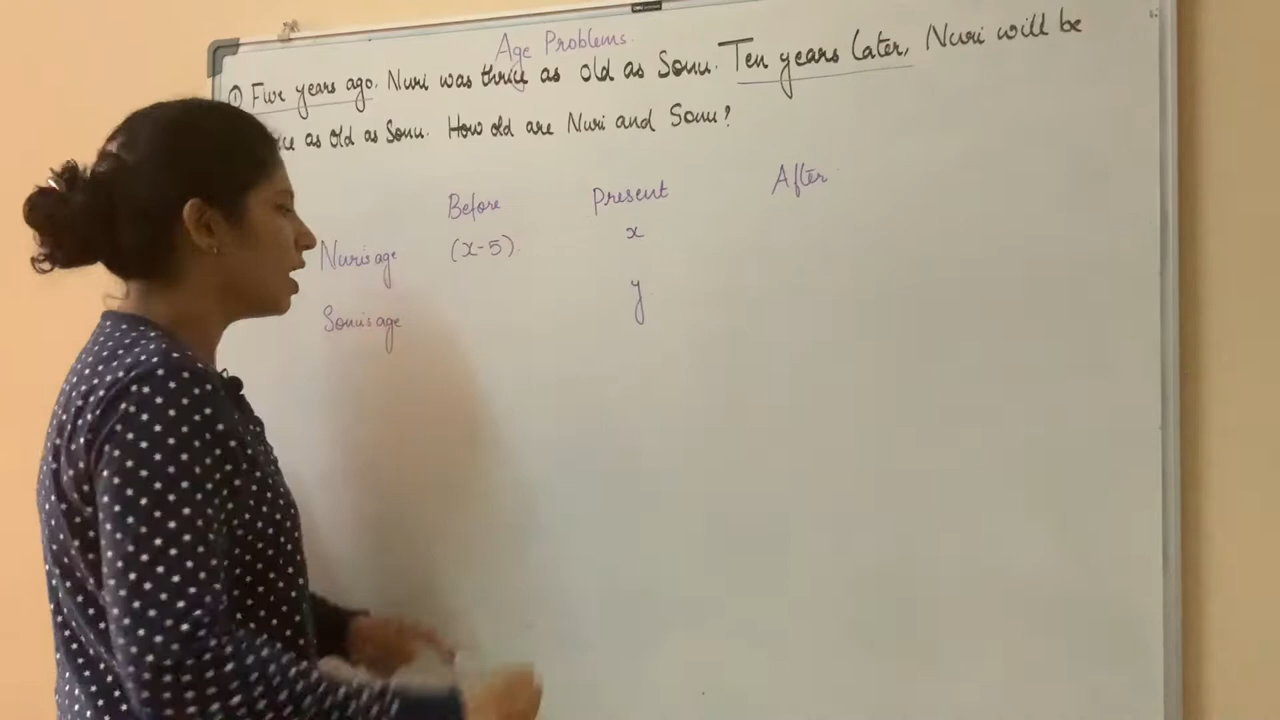 Age Problems.
① Five years ago, Nuri was thrice as old as Sonu. Ten years later, Nuri will be
as old as Sonu. How old are Nuri and Sonu?
Before Present After
Nuri's age (x-5) x
Sonu's age y